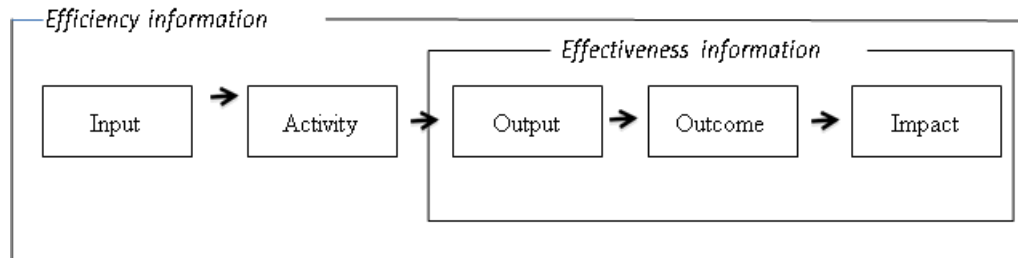 Efficiency information
Effectiveness information
Input
Activity
Output
Outcome
Impact